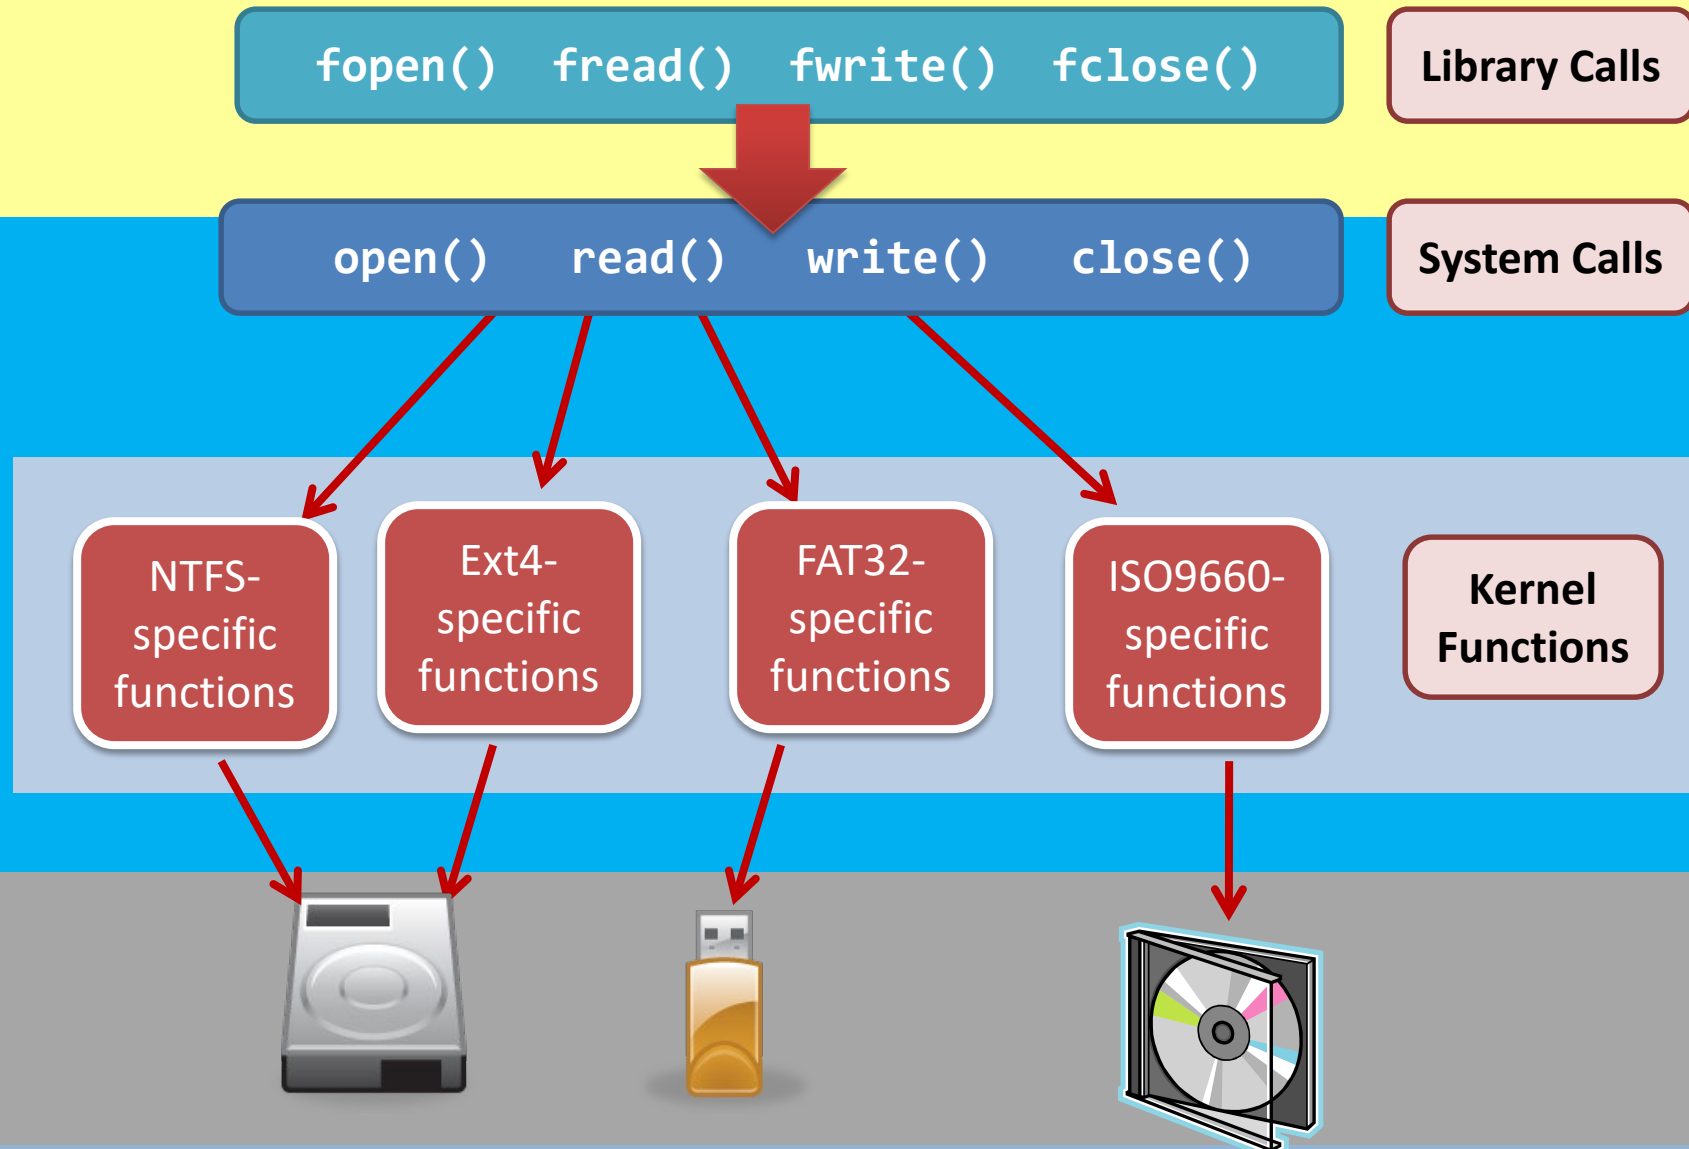 fopen() fread() fwrite() fclose()
Library Calls
open() read() write() close()
System Calls
NTFS-
specific
functions
Ext4-
specific
functions
FAT32-
specific
functions
ISO9660-
specific
functions
Kernel
Functions